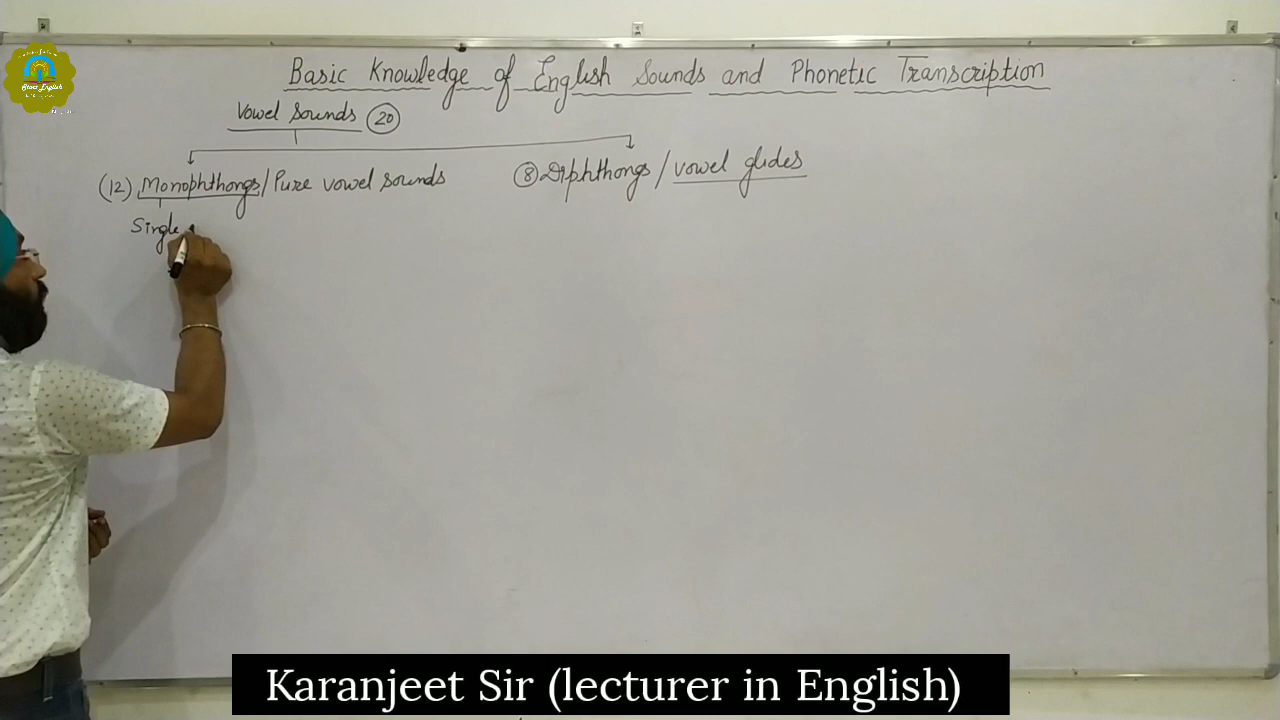 Basic Knowledge of English Sounds and Phonetic Transcription
Vowel Sounds (20)
(12) Monophthongs/Pure vowel sounds
(8) Diphthongs/vowel glides
Single
Karanjeet Sir (lecturer in English)